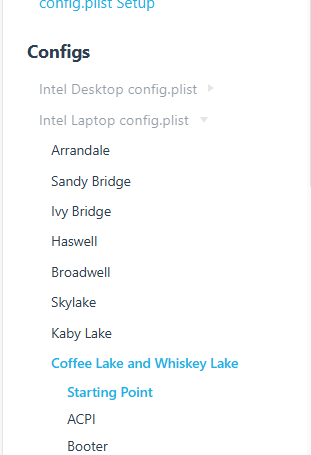 config.plist Setup
Configs
Intel Desktop config.plist
Intel Laptop config.plist
Arrandale
Sandy Bridge
Ivy Bridge
Haswell
Broadwell
Skylake
Kaby Lake
Coffee Lake and Whiskey Lake
Starting Point
ACPI
Booter